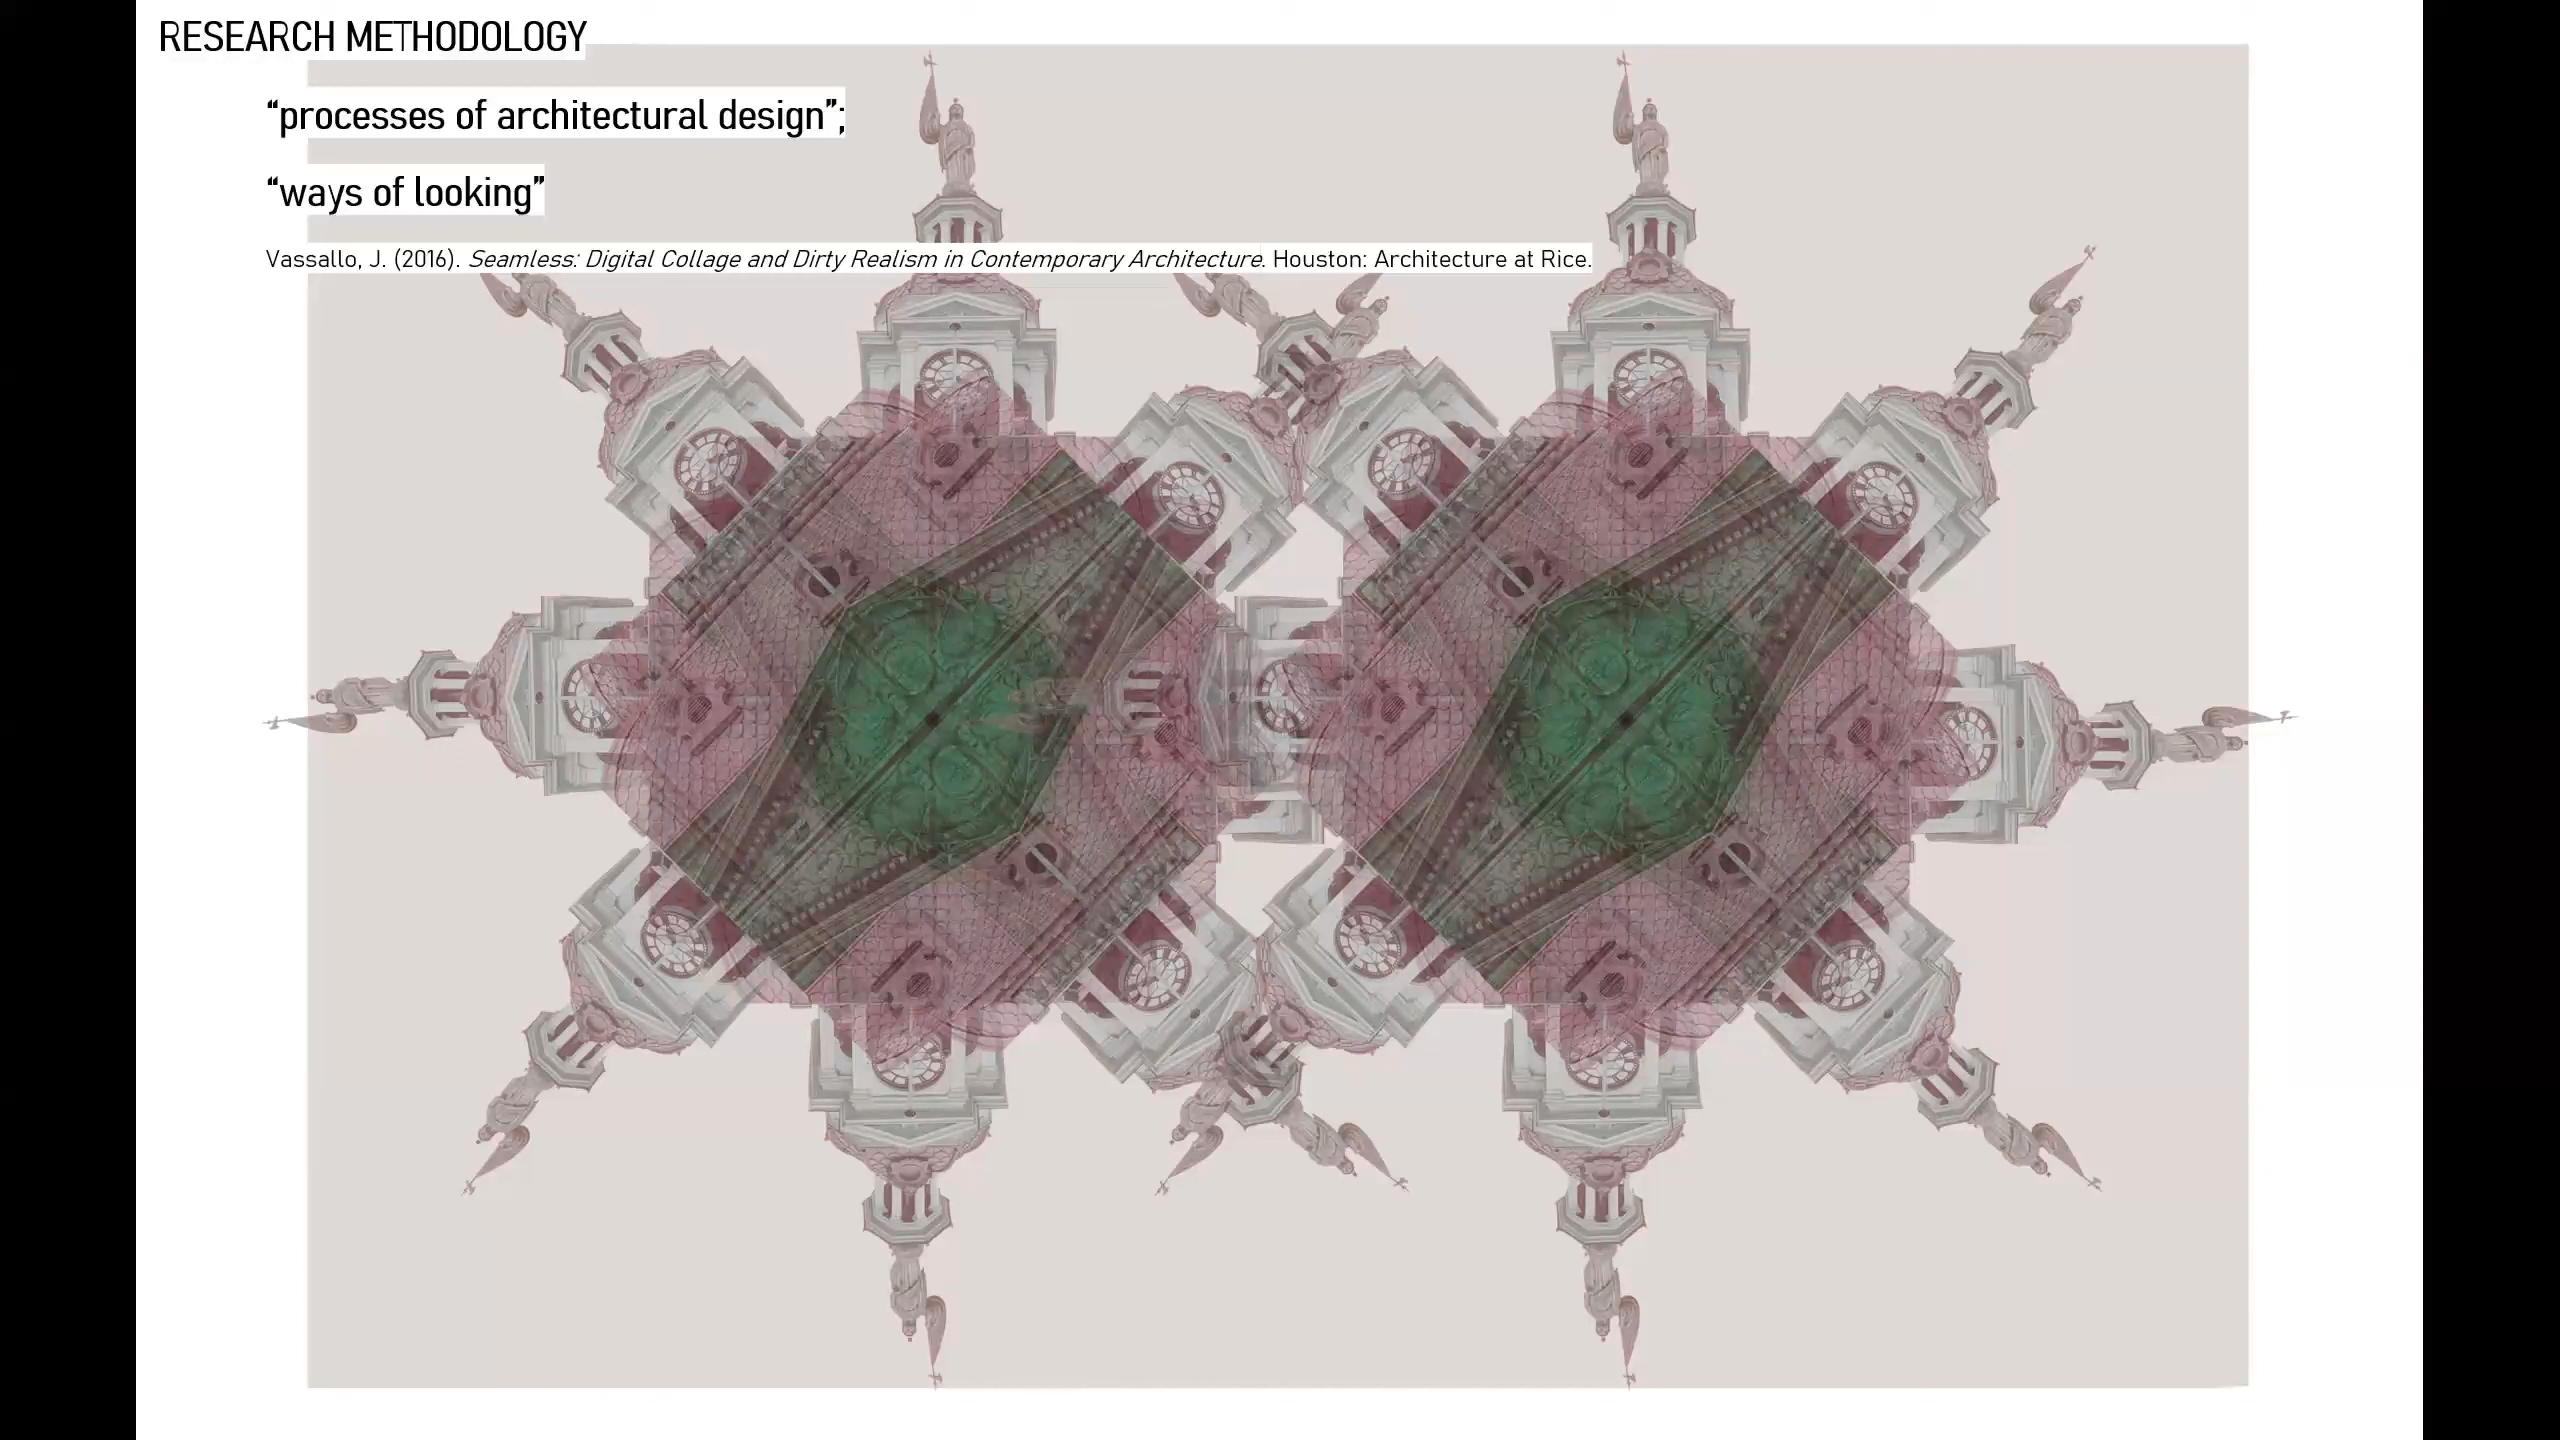 RESEARCH METHODOLOGY
“processes of architectural design”;
“ways of looking”
Vassallo, J. (2016). Seamless: Digital Collage and Dirty Realism in Contemporary Architecture. Houston: Architecture at Rice.